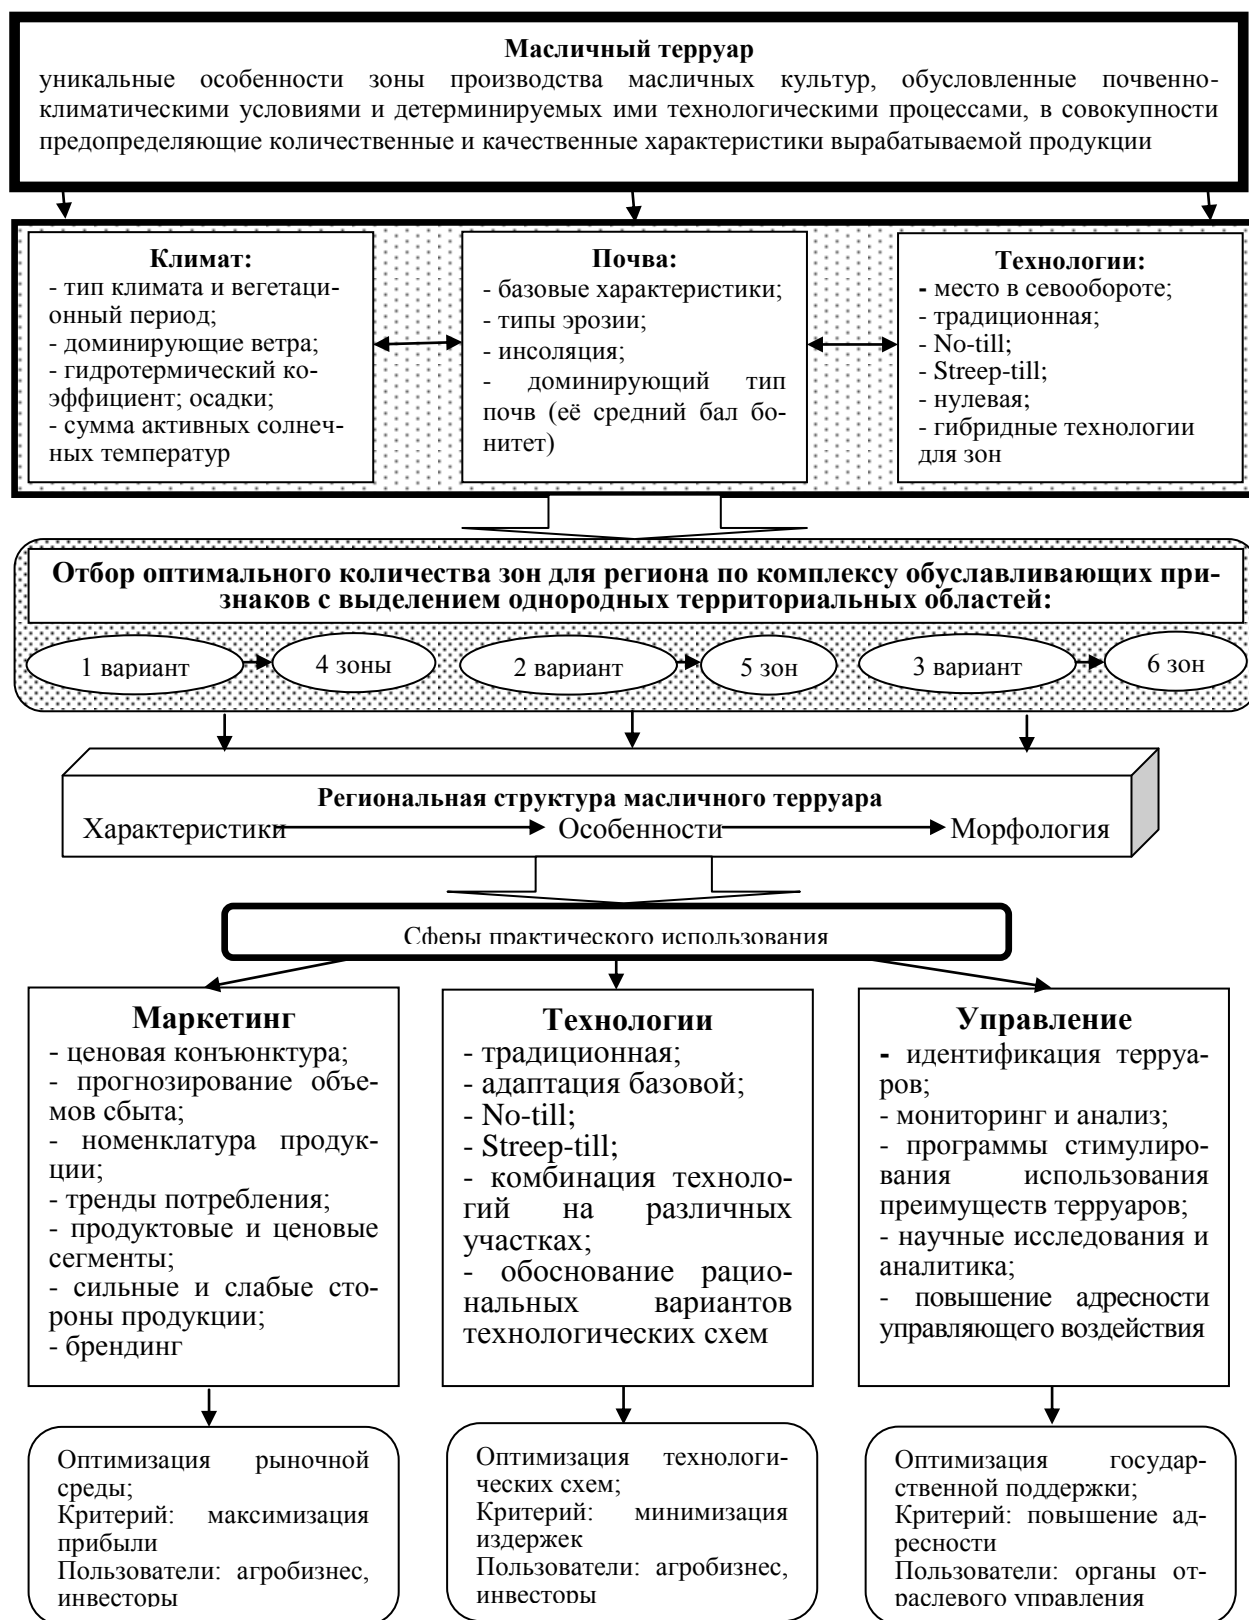 Масличный терруар
уникальные особенности зоны производства масличных культур, обусловленные почвенно-
климатическими условиями и детерминируемых ими технологическими процессами, в совокупности
предопределяющие количественные и качественные характеристики вырабатываемой продукции
Климат:
- тип климата и вегетаци-
онный период;
- доминирующие ветра;
- гидротермический ко-
эффициент; осадки;
- сумма активных солнеч-
ных температур
Почва:
- базовые характеристики;
- типы эрозии;
- инсоляция;
- доминирующий тип
почв (её средний бал бо-
нитет)
Технологии:
- место в севообороте;
- традиционная;
- No-till;
- Streep-till;
- нулевая;
- гибридные технологии
для зон
Отбор оптимального количества зон для региона по комплексу обуславливающих при-
знаков с выделением однородных территориальных областей:
1 вариант
4 зоны
2 вариант
5 зон
3 вариант
6 зон
Региональная структура масличного терруара
Характеристики Особенности Морфология
Сферы практического использования
Маркетинг
- ценовая конъюнктура;
- прогнозирование объе-
мов сбыта;
- номенклатура продук-
ции;
- тренды потребления;
- продуктовые и ценовые
сегменты;
- сильные и слабые сто-
роны продукции;
- брендинг
Технологии
- традиционная;
- адаптация базовой;
- No-till;
- Streep-till;
- комбинация техноло-
гий на различных
участках;
- обоснование рацио-
нальных вариантов
технологических схем
Управление
- идентификация терруа-
ров;
- мониторинг и анализ;
- программы стимулиро-
вания использования
преимуществ терруаров;
- научные исследования и
аналитика;
- повышение адресности
управляющего воздействия
Оптимизация рыночной
среды;
Критерий: максимизация
прибыли
Пользователи: агробизнес,
инвесторы
Оптимизация технологи-
ческих схем;
Критерий: минимизация
издержек
Пользователи: агробизнес,
инвесторы
Оптимизация государ-
ственной поддержки;
Критерий: повышение ад-
ресности
Пользователи: органы от-
раслевого управления